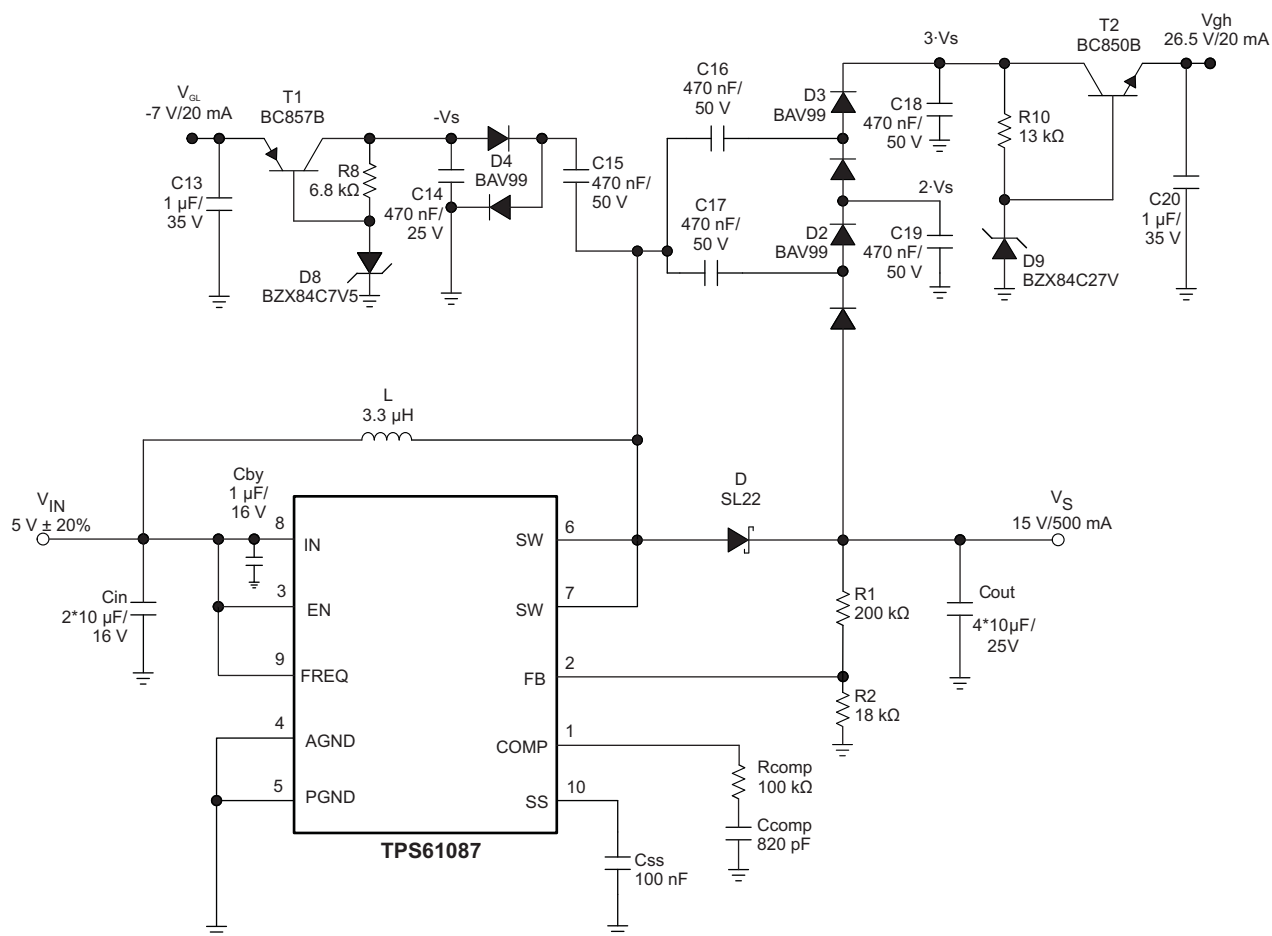 Vgh
26.5 V/20 mA
T2
BC850B
3·Vs
C16
470 nF/
50 V
D3
BAV99
C18
470 nF/
50 V
R10
13 kΩ
VGL
-7 V/20 mA
T1
BC857B
-Vs
D4
BAV99
C15
470 nF/
50 V
R8
6.8 kΩ
C13
1 µF/
35 V
C14
470 nF/
25 V
C17
470 nF/
50 V
D2
BAV99
2·Vs
C19
470 nF/
50 V
C20
1 µF/
35 V
D8
BZX84C7V5
D9
BZX84C27V
L
3.3 µH
VIN
5 V ± 20%
Cby
1 µF/
16 V
D
SL22
VS
15 V/500 mA
8
IN
SW
6
Cin
2*10 µF/
16 V
3
EN
SW
7
R1
200 kΩ
Cout
4*10µF/
25V
9
FREQ
FB
2
R2
18 kΩ
4
AGND
COMP
1
Rcomp
100 kΩ
5
PGND
SS
10
Ccomp
820 pF
TPS61087
Css
100 nF